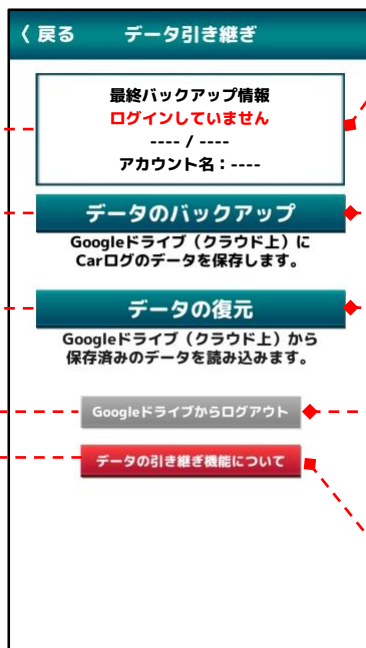 〈 戻る データ引き継ぎ
最終バックアップ情報
ログインしていません
---- / ----
アカウント名：----
データのバックアップ
Googleドライブ（クラウド上）に
Carログのデータを保存します。
データの復元
Googleドライブ（クラウド上）から
保存済みのデータを読み込みます。
Googleドライブからログアウト
データの引き継ぎ機能について